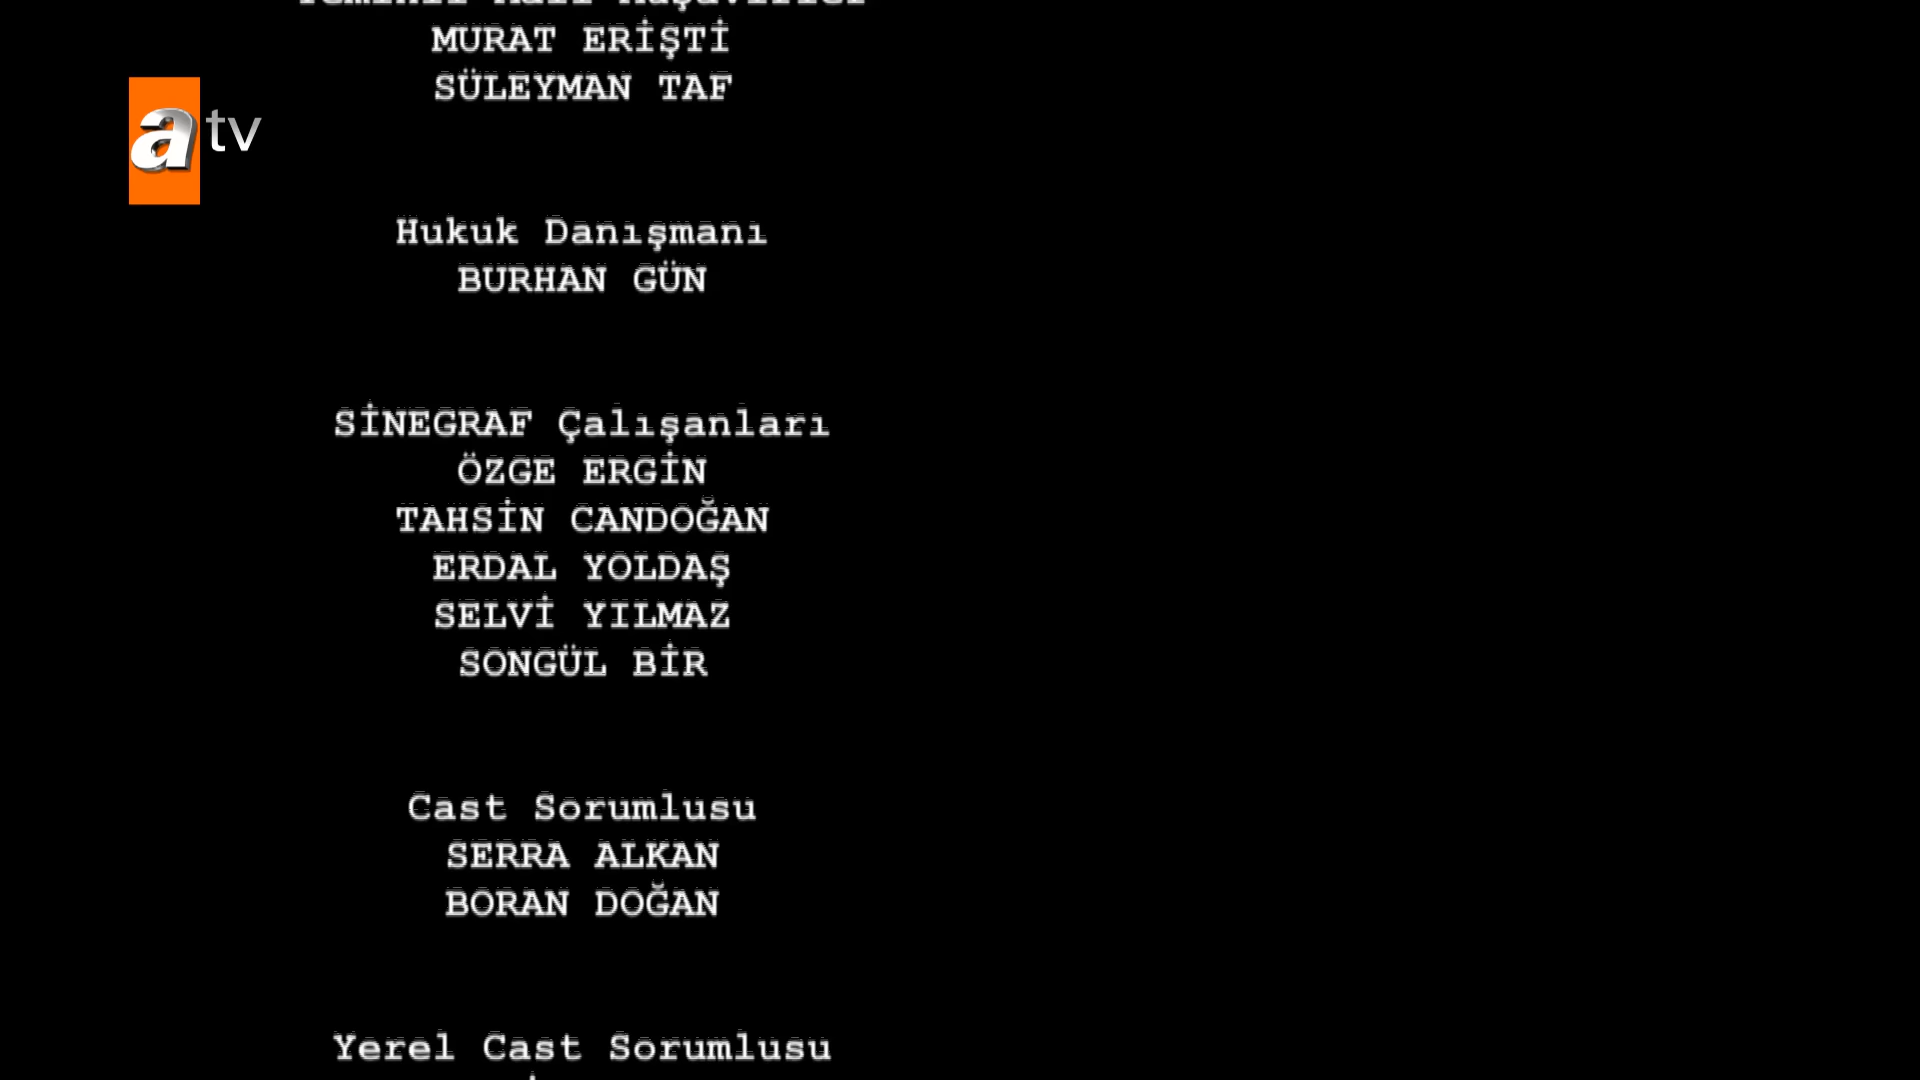 MURAT ERİŞTİ
SÜLEYMAN TAF
atv
Hukuk Danışmanı
BURHAN GÜN
SİNEGRAF Çalışanları
ÖZGE ERGİN
TAHSİN CANDOĞAN
ERDAL YOLDAŞ
SELVİ YILMAZ
SONGÜL BİR
Cast Sorumlusu
SERRA ALKAN
BORAN DOĞAN
Yerel Cast Sorumlusu